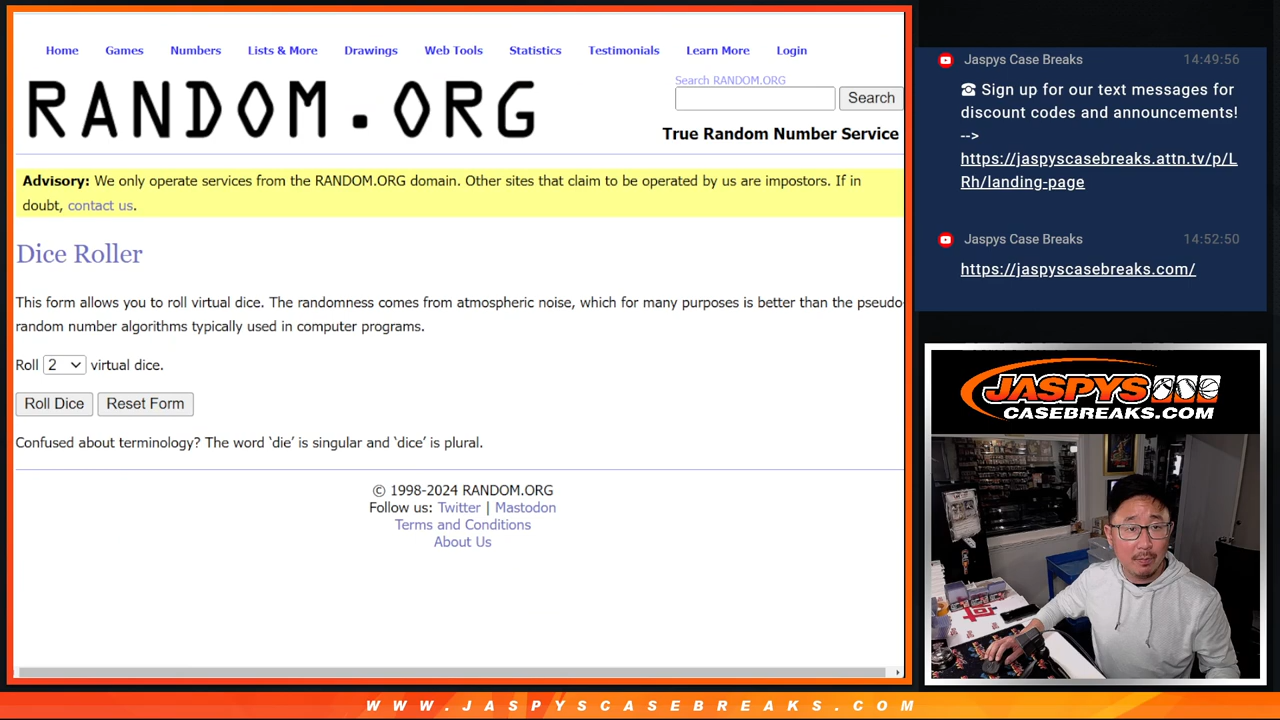 Home Games Numbers Lists & More Drawings Web Tools Statistics Testimonials Learn More Login
RANDOM.ORG
Search RANDOM.ORG
Search
True Random Number Service
Advisory: We only operate services from the RANDOM.ORG domain. Other sites that claim to be operated by us are impostors. If in
doubt, contact us.
Dice Roller
This form allows you to roll virtual dice. The randomness comes from atmospheric noise, which for many purposes is better than the pseudo-
random number algorithms typically used in computer programs.
Roll 2 virtual dice.
Roll Dice Reset Form
Confused about terminology? The word ‘die’ is singular and ‘dice’ is plural.
© 1998-2024 RANDOM.ORG
Follow us: Twitter | Mastodon
Terms and Conditions
About Us
Jaspys Case Breaks 14:49:56
☎ Sign up for our text messages for
discount codes and announcements!
-->
https://jaspyscasebreaks.attn.tv/p/L
Rh/landing-page
Jaspys Case Breaks 14:52:50
https://jaspyscasebreaks.com/
JASPYS
CASEBREAKS.COM
WWW.JASPYSCASEBREAKS.COM